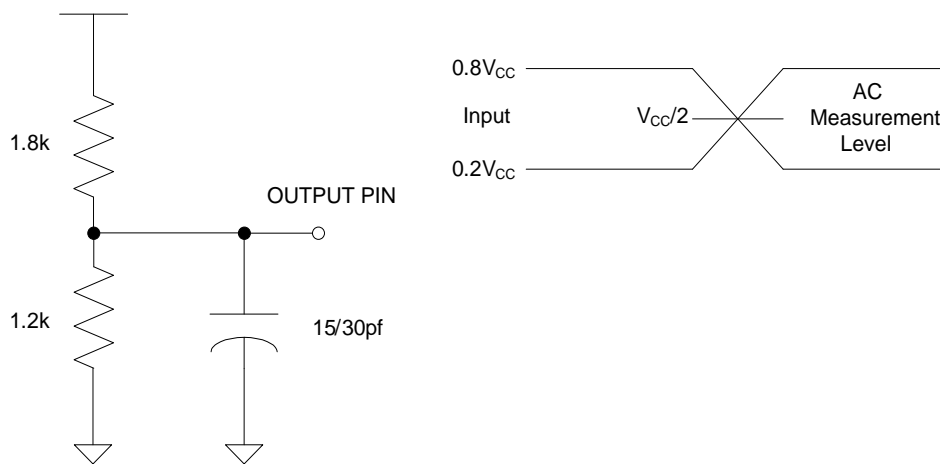 1.8k
OUTPUT PIN
1.2k
15/30pf
0.8VCC
Input
VCC/2
0.2VCC
AC
Measurement
Level